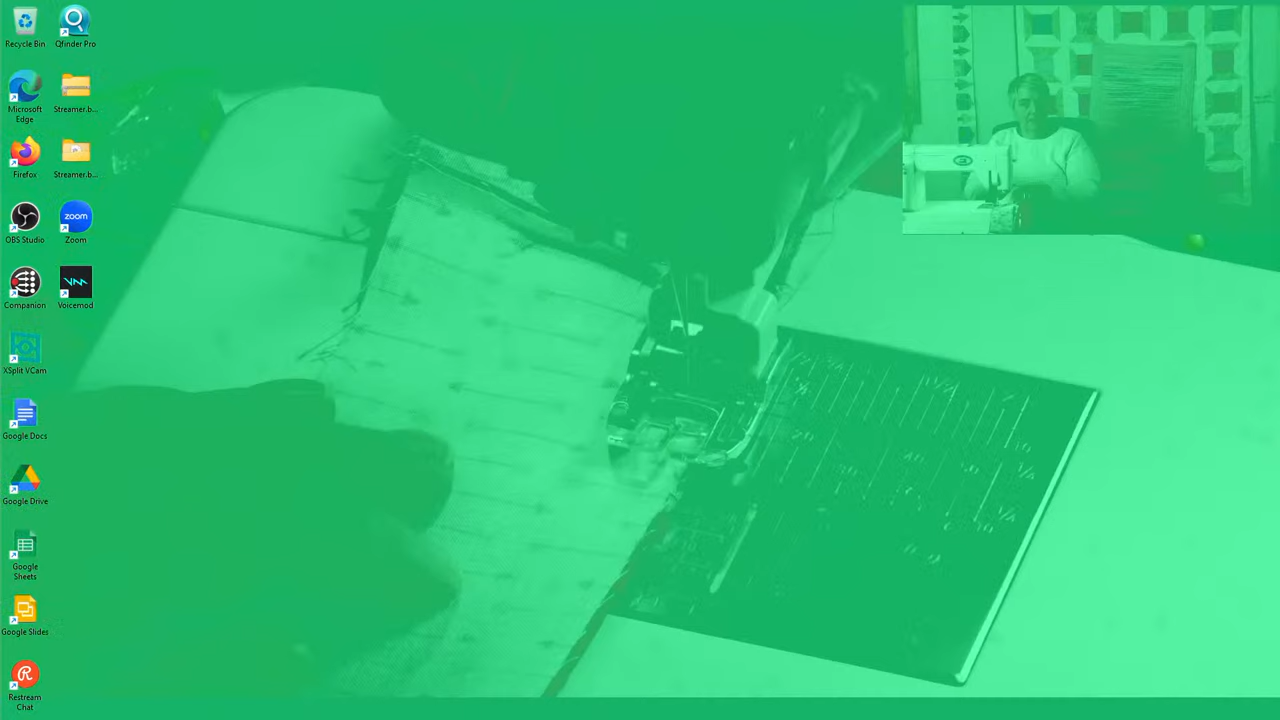 Recycle Bin
Qfinder Pro
Microsoft
Edge
Streamer.b...
Firefox
Streamer.b...
OBS Studio
zoom
Zoom
Companion
Voicemod
XSplit VCam
Google Docs
Google Drive
Google
Sheets
Google Slides
Restream
Chat